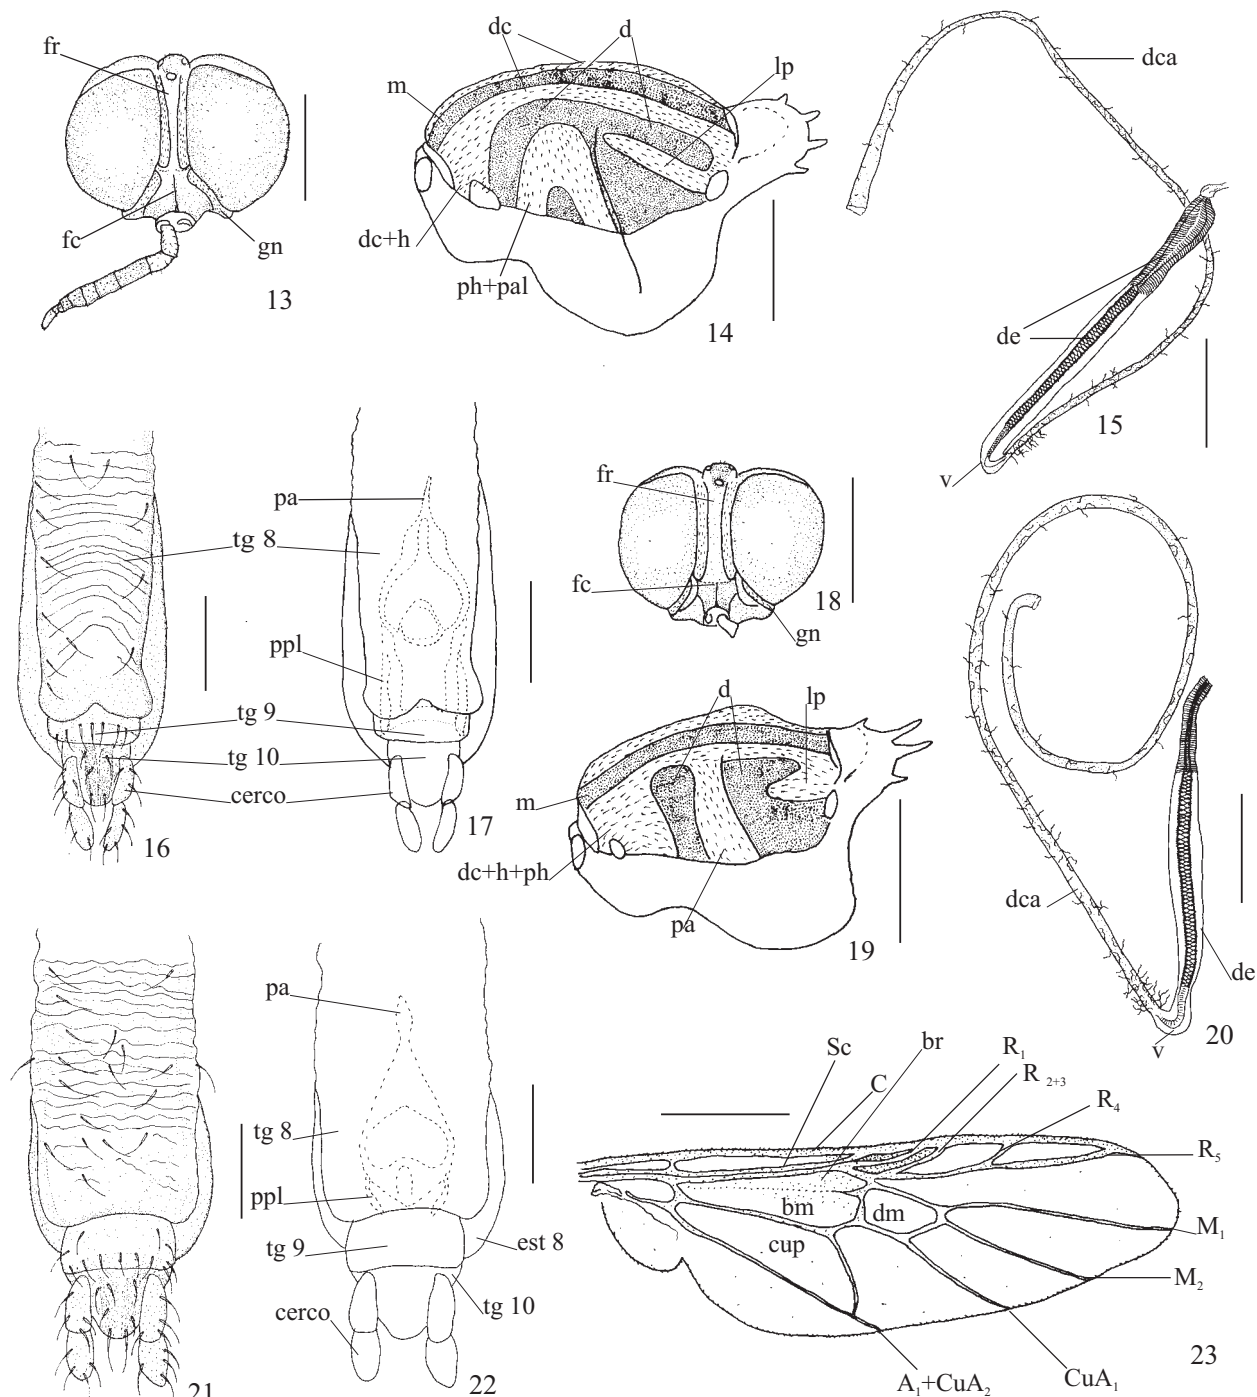 fr
fc
gn
13
dc
d
lp
m
dc+h
ph+pal
14
dca
de
15
v
16
pa
tg 8
ppl
tg 9
tg 10
cerco
17
fr
fc
18
gn
d
lp
m
dc+h+ph
pa
19
dca
de
v
20
21
pa
tg 8
ppl
tg 9
est 8
cerco
tg 10
22
Sc
C
br
R1
R 2+3
R4
R5
bm
dm
cup
M1
M2
A1+CuA2
CuA1
23